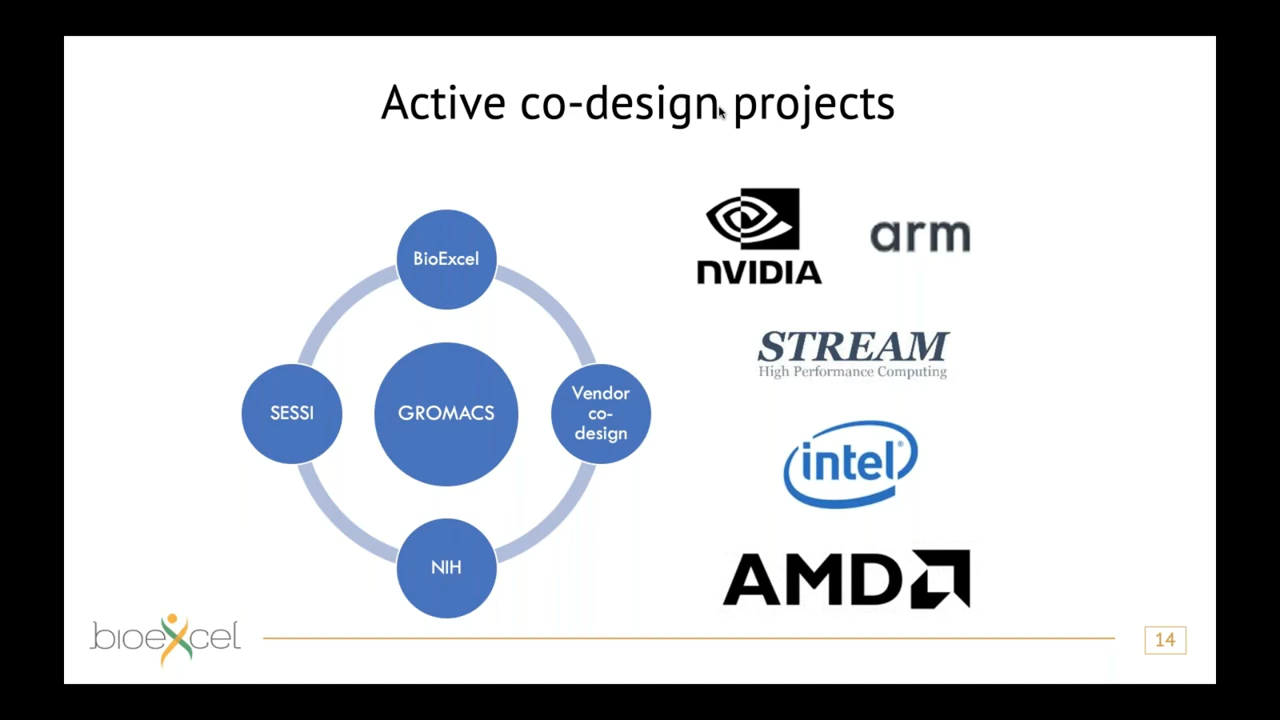 Active co-design projects
BioExcel
SESSI
GROMACS
Vendor
co-
design
NIH
NVIDIA
arm
STREAM
High Performance Computing
intel®
AMD
bioexcel
14